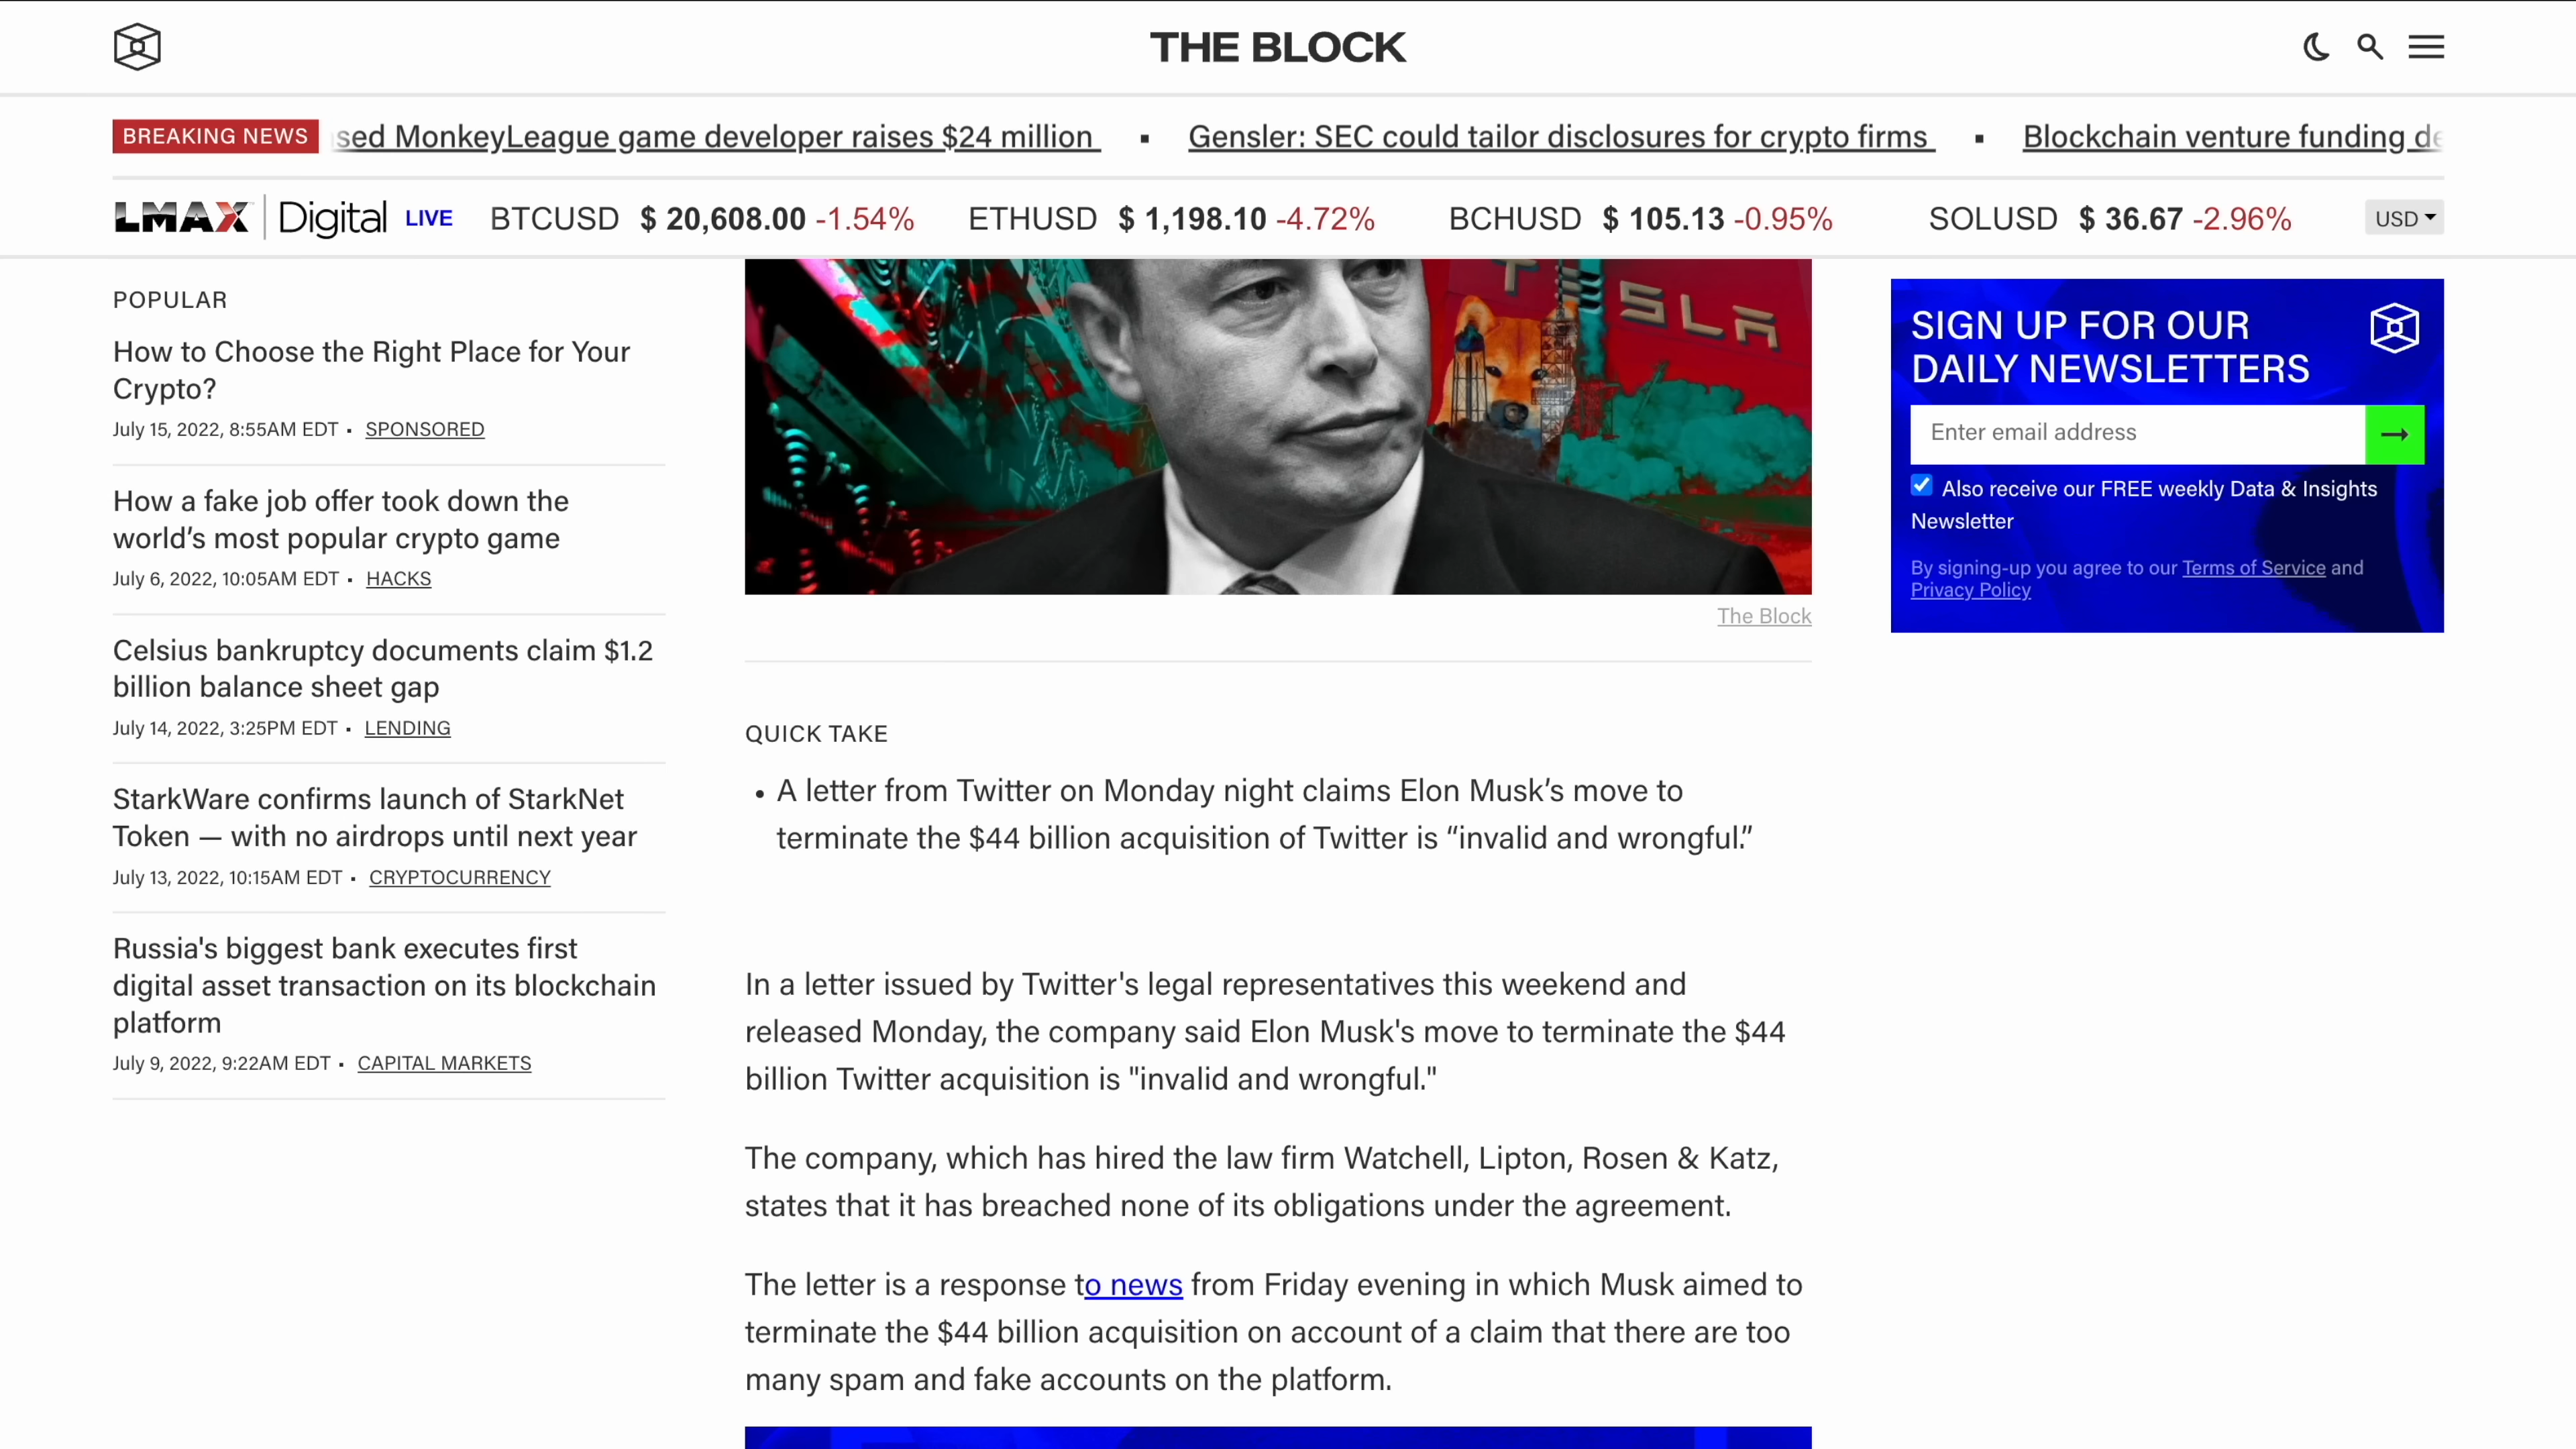 THE BLOCK
BREAKING NEWS sed MonkeyLeague game developer raises $24 million ▪ Gensler: SEC could tailor disclosures for crypto firms ▪ Blockchain venture funding de
LMAX Digital LIVE BTCUSD $ 20,608.00 -1.54% ETHUSD $ 1,198.10 -4.72% BCHUSD $ 105.13 -0.95% SOLUSD $ 36.67 -2.96% USD
POPULAR
How to Choose the Right Place for Your
Crypto?
July 15, 2022, 8:55AM EDT • SPONSORED
How a fake job offer took down the
world’s most popular crypto game
July 6, 2022, 10:05AM EDT • HACKS
Celsius bankruptcy documents claim $1.2
billion balance sheet gap
July 14, 2022, 3:25PM EDT • LENDING
StarkWare confirms launch of StarkNet
Token — with no airdrops until next year
July 13, 2022, 10:15AM EDT • CRYPTOCURRENCY
Russia's biggest bank executes first
digital asset transaction on its blockchain
platform
July 9, 2022, 9:22AM EDT • CAPITAL MARKETS
TESLA
The Block
QUICK TAKE
• A letter from Twitter on Monday night claims Elon Musk’s move to
terminate the $44 billion acquisition of Twitter is “invalid and wrongful.”
In a letter issued by Twitter's legal representatives this weekend and
released Monday, the company said Elon Musk's move to terminate the $44
billion Twitter acquisition is "invalid and wrongful."
The company, which has hired the law firm Watchell, Lipton, Rosen & Katz,
states that it has breached none of its obligations under the agreement.
The letter is a response to news from Friday evening in which Musk aimed to
terminate the $44 billion acquisition on account of a claim that there are too
many spam and fake accounts on the platform.
SIGN UP FOR OUR
DAILY NEWSLETTERS
Enter email address →
Also receive our FREE weekly Data & Insights
Newsletter
By signing-up you agree to our Terms of Service and
Privacy Policy